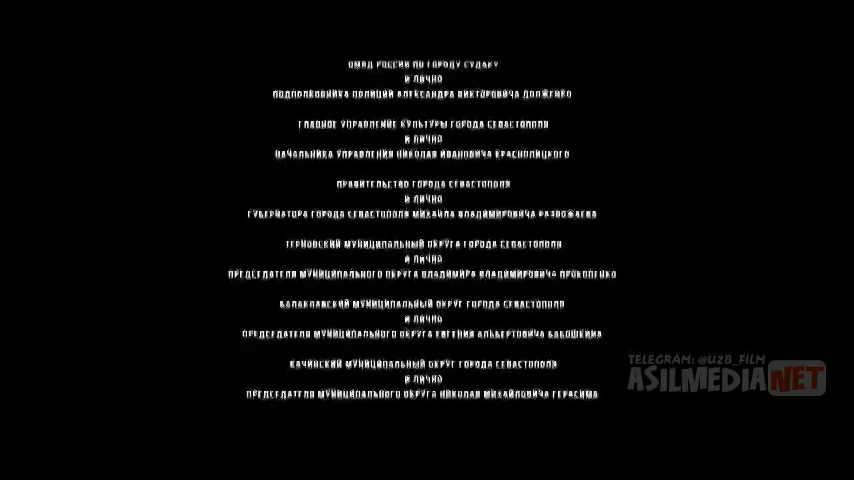 ОМВД РОССИИ ПО ГОРОДУ СУДАКУ
И ЛИЧНО
ПОДПОЛКОВНИКА ПОЛИЦИИ АЛЕКСАНДРА ВИКТОРОВИЧА ДОЛЖЕНКО
ГЛАВНОЕ УПРАВЛЕНИЕ КУЛЬТУРЫ ГОРОДА СЕВАСТОПОЛЯ
И ЛИЧНО
НАЧАЛЬНИКА УПРАВЛЕНИЯ НИКОЛАЯ ИВАНОВИЧА КРАСНОЛИЦКОГО
ПРАВИТЕЛЬСТВО ГОРОДА СЕВАСТОПОЛЯ
И ЛИЧНО
ГУБЕРНАТОРА ГОРОДА СЕВАСТОПОЛЯ МИХАИЛА ВЛАДИМИРОВИЧА РАЗВОЖАЕВА
ТЕРНОВСКИЙ МУНИЦИПАЛЬНЫЙ ОКРУГА ГОРОДА СЕВАСТОПОЛЯ
И ЛИЧНО
ПРЕДСЕДАТЕЛЯ МУНИЦИПАЛЬНОГО ОКРУГА ВЛАДИМИРА ВЛАДИМИРОВИЧА ПРОКОПЕНКО
БАЛАКЛАВСКИЙ МУНИЦИПАЛЬНЫЙ ОКРУГ ГОРОДА СЕВАСТОПОЛЯ
И ЛИЧНО
ПРЕДСЕДАТЕЛЯ МУНИЦИПАЛЬНОГО ОКРУГА ЕВГЕНИЯ АЛЬБЕРТОВИЧА БАБОШКИНА
КАЧИНСКИЙ МУНИЦИПАЛЬНЫЙ ОКРУГ ГОРОДА СЕВАСТОПОЛЯ
И ЛИЧНО
ПРЕДСЕДАТЕЛЯ МУНИЦИПАЛЬНОГО ОКРУГА НИКОЛАЯ МИХАЙЛОВИЧА ГЕРАСИМА
TELEGRAM: @UZB_FILM
ASILMEDIA.NET